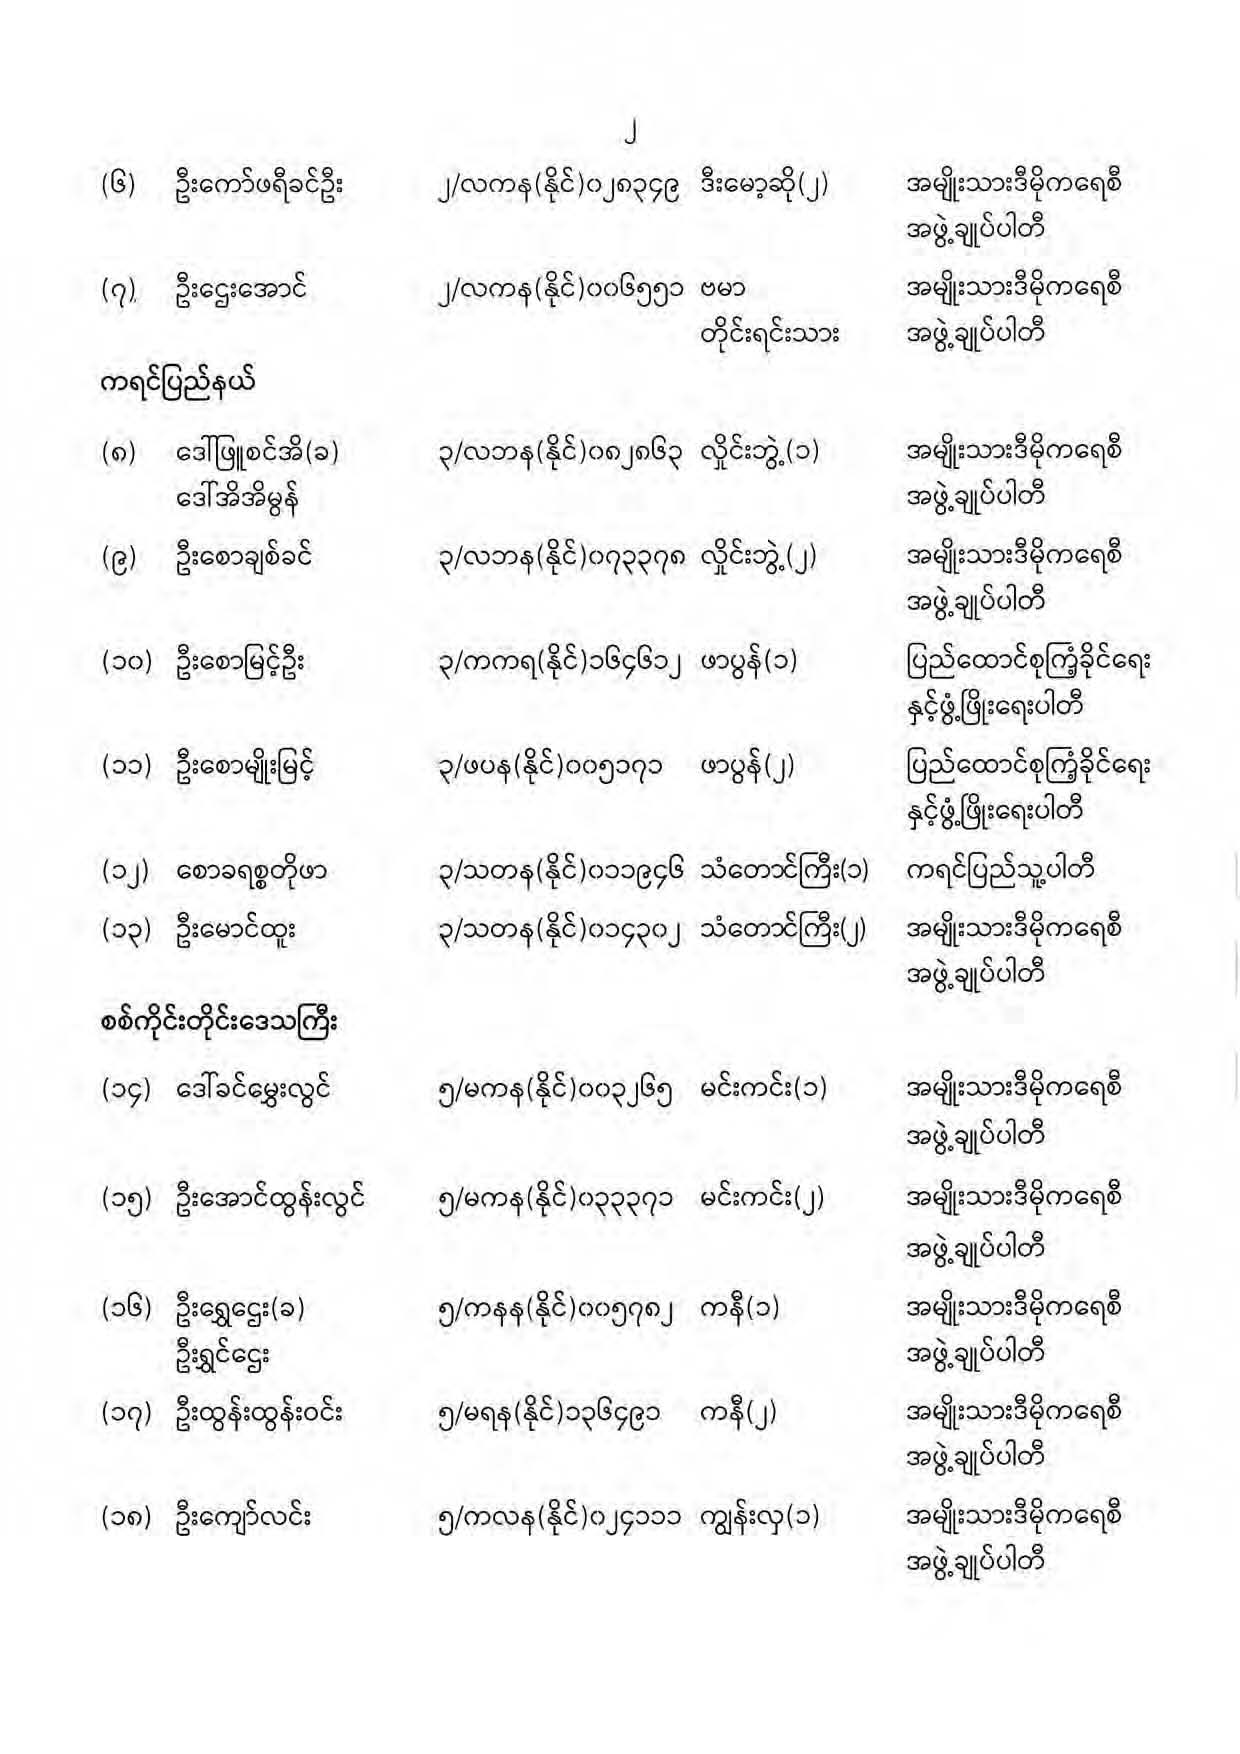 ၂
(၆) ဦးကော်ဖရီခင်ဦး ၂/လကန(နိုင်)၀၂၈၃၄၉ ဒီးမော့ဆို(၂) အမျိုးသားဒီမိုကရေစီ
အဖွဲ့ချုပ်ပါတီ
(၇) ဦးဌေးအောင် ၂/လကန(နိုင်)၀၀၆၅၅၁ ဗမာ အမျိုးသားဒီမိုကရေစီ
တိုင်းရင်းသား အဖွဲ့ချုပ်ပါတီ
ကရင်ပြည်နယ်
(၈) ဒေါ်ဖြူစင်အိ(ခ) ၃/လဘန(နိုင်)၀၈၂၈၆၃ လှိုင်းဘွဲ့(၁) အမျိုးသားဒီမိုကရေစီ
ဒေါ်အိအိမွန် အဖွဲ့ချုပ်ပါတီ
(၉) ဦးစောချစ်ခင် ၃/လဘန(နိုင်)၀၇၃၃၇၈ လှိုင်းဘွဲ့(၂) အမျိုးသားဒီမိုကရေစီ
အဖွဲ့ချုပ်ပါတီ
(၁၀) ဦးစောမြင့်ဦး ၃/ကကရ(နိုင်)၁၆၄၆၁၂ ဖာပွန်(၁) ပြည်ထောင်စုကြံ့ခိုင်ရေး
နှင့်ဖွံ့ဖြိုးရေးပါတီ
(၁၁) ဦးစောမျိုးမြင့် ၃/ဖပန(နိုင်)၀၀၅၁၇၁ ဖာပွန်(၂) ပြည်ထောင်စုကြံ့ခိုင်ရေး
နှင့်ဖွံ့ဖြိုးရေးပါတီ
(၁၂) စောခရစ္စတိုဖာ ၃/သတန(နိုင်)၀၁၁၉၄၆ သံတောင်ကြီး(၁) ကရင်ပြည်သူ့ပါတီ
(၁၃) ဦးမောင်ထူး ၃/သတန(နိုင်)၀၁၄၃၀၂ သံတောင်ကြီး(၂) အမျိုးသားဒီမိုကရေစီ
အဖွဲ့ချုပ်ပါတီ
စစ်ကိုင်းတိုင်းဒေသကြီး
(၁၄) ဒေါ်ခင်မွှေးလွင် ၅/မကန(နိုင်)၀၀၃၂၆၅ မင်းကင်း(၁) အမျိုးသားဒီမိုကရေစီ
အဖွဲ့ချုပ်ပါတီ
(၁၅) ဦးအောင်ထွန်းလွင် ၅/မကန(နိုင်)၀၃၃၃၇၁ မင်းကင်း(၂) အမျိုးသားဒီမိုကရေစီ
အဖွဲ့ချုပ်ပါတီ
(၁၆) ဦးရွှေဌေး(ခ) ၅/ကနန(နိုင်)၀၀၅၇၈၂ ကနီ(၁) အမျိုးသားဒီမိုကရေစီ
ဦးရွှင်ဌေး အဖွဲ့ချုပ်ပါတီ
(၁၇) ဦးထွန်းထွန်းဝင်း ၅/မရန(နိုင်)၁၃၆၄၉၁ ကနီ(၂) အမျိုးသားဒီမိုကရေစီ
အဖွဲ့ချုပ်ပါတီ
(၁၈) ဦးကျော်လင်း ၅/ကလန(နိုင်)၀၂၄၁၁၁ ကျွန်းလှ(၁) အမျိုးသားဒီမိုကရေစီ
အဖွဲ့ချုပ်ပါတီ